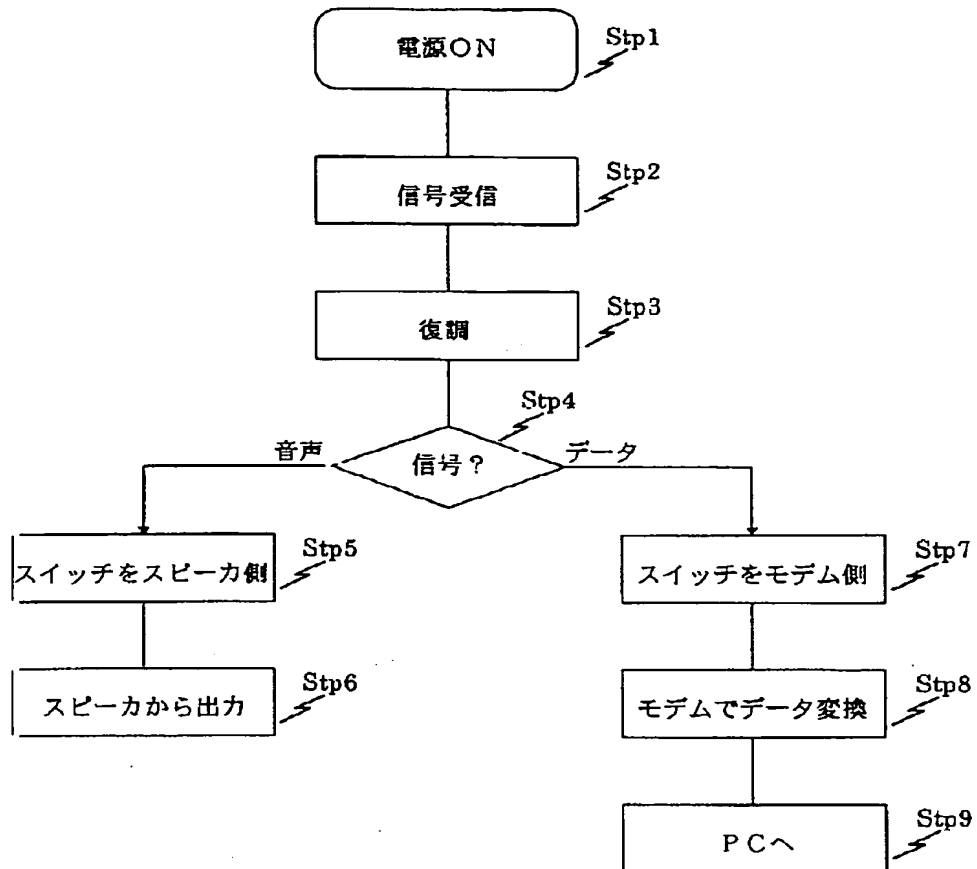 電源ON
Stp1
信号受信
Stp2
復調
Stp3
Stp4
信号?
音声
データ
スイッチをスピーカ側
Stp5
スピーカから出力
Stp6
スイッチをモデム側
Stp7
モデムでデータ変換
Stp8
PCへ
Stp9